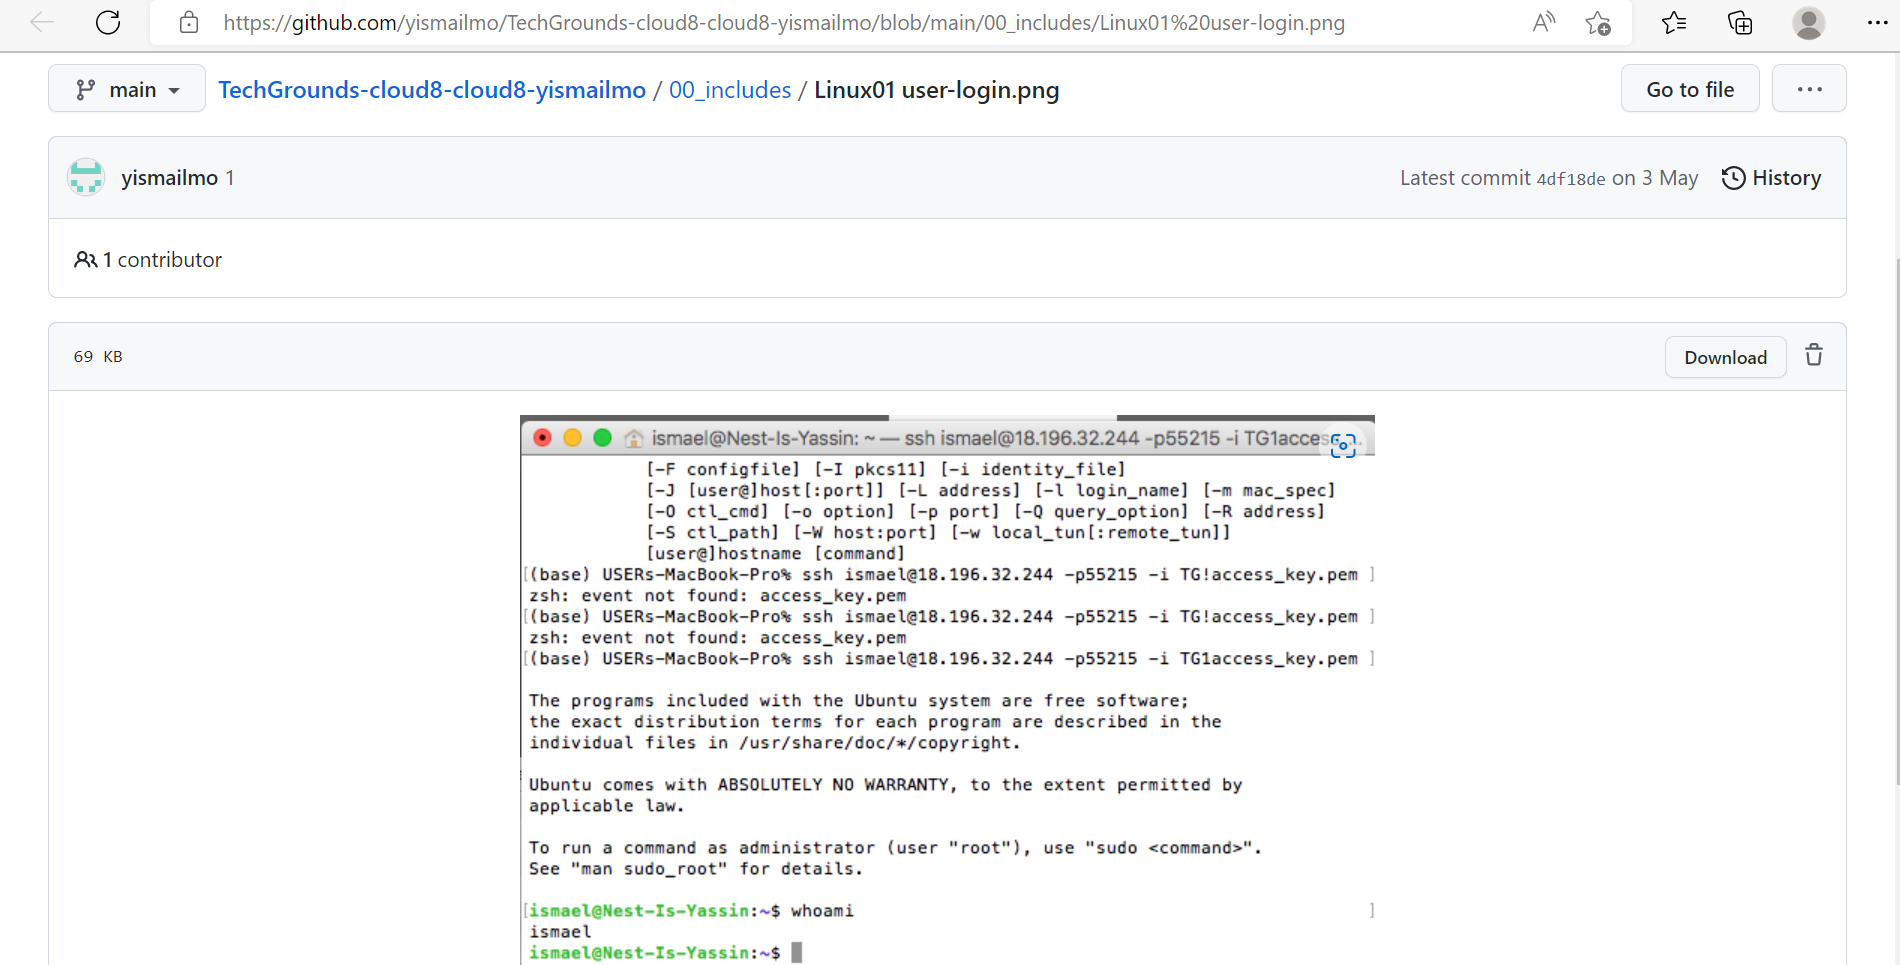 https://github.com/yismailmo/TechGrounds-cloud8-cloud8-yismailmo/blob/main/00_includes/Linux01%20user-login.png
main TechGrounds-cloud8-cloud8-yismailmo / 00_includes / Linux01 user-login.png Go to file
yismailmo 1 Latest commit 4df18de on 3 May History
1 contributor
69 KB Download
ismael@Nest-Is-Yassin: ~ — ssh ismael@18.196.32.244 -p55215 -i TG1acces
[-F configfile] [-I pkcs11] [-i identity_file]
[-J [user@]host[:port]] [-L address] [-l login_name] [-m mac_spec]
[-O ctl_cmd] [-o option] [-p port] [-Q query_option] [-R address]
[-S ctl_path] [-W host:port] [-w local_tun[:remote_tun]]
[user@]hostname [command]
[(base) USERs-MacBook-Pro% ssh ismael@18.196.32.244 -p55215 -i TG!access_key.pem ]
zsh: event not found: access_key.pem
[(base) USERs-MacBook-Pro% ssh ismael@18.196.32.244 -p55215 -i TG!access_key.pem ]
zsh: event not found: access_key.pem
[(base) USERs-MacBook-Pro% ssh ismael@18.196.32.244 -p55215 -i TG1access_key.pem ]
The programs included with the Ubuntu system are free software;
the exact distribution terms for each program are described in the
individual files in /usr/share/doc/*/copyright.
Ubuntu comes with ABSOLUTELY NO WARRANTY, to the extent permitted by
applicable law.
To run a command as administrator (user "root"), use "sudo <command>".
See "man sudo_root" for details.
[ismael@Nest-Is-Yassin:~$ whoami ]
ismael
ismael@Nest-Is-Yassin:~$